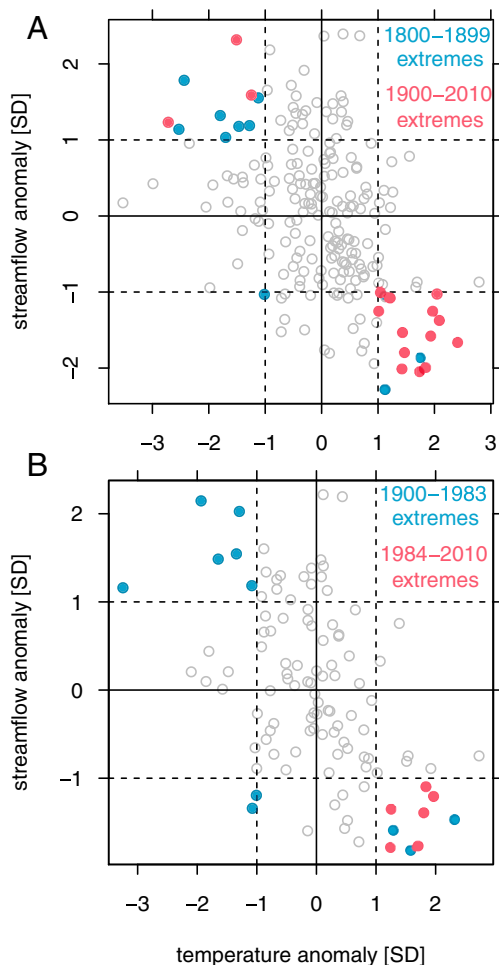 A
1800−1899
extremes
1900−2010
extremes
streamflow anomaly [SD]
2
1
0
−1
−2
−3 −2 −1 0 1 2 3
B
1900−1983
extremes
1984−2010
extremes
streamflow anomaly [SD]
2
1
0
−1
−3 −2 −1 0 1 2
temperature anomaly [SD]